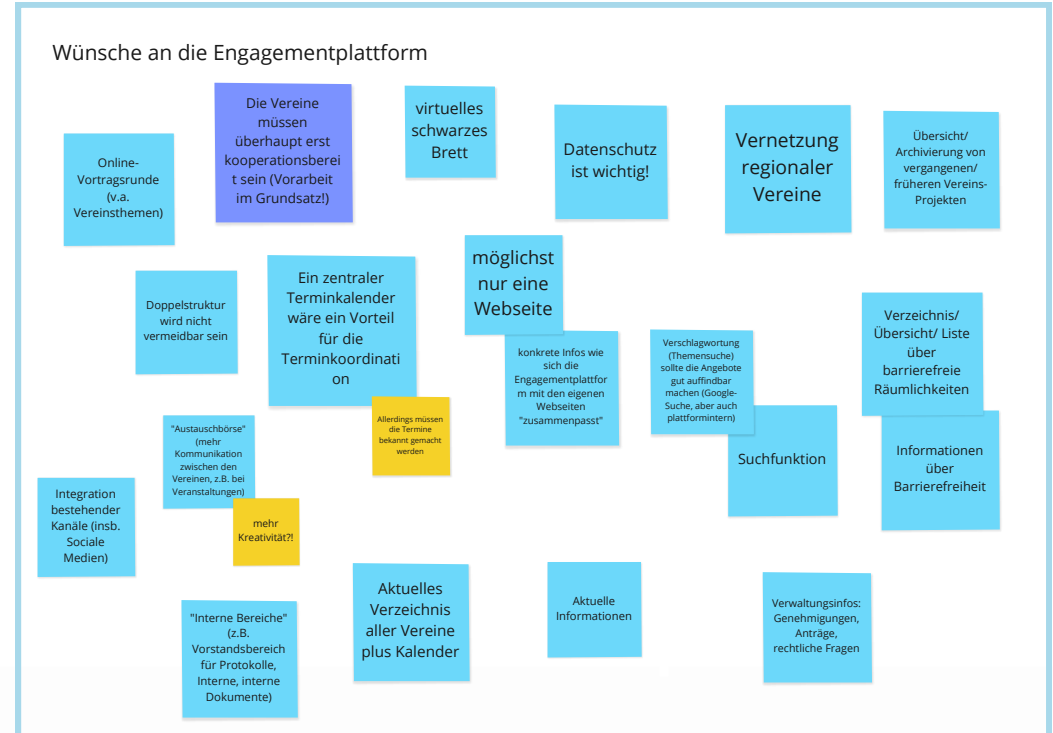 Wünsche an die Engagementplattform
Die Vereine
müssen
überhaupt erst
kooperationsberei
t sein (Vorarbeit
im Grundsatz!)
virtuelles
schwarzes
Brett
Online-
Vortragsrunde
(v.a.
Vereinsthemen)
Datenschutz
ist wichtig!
Vernetzung
regionaler
Vereine
Übersicht/
Archivierung von
vergangenen/
früheren Vereins-
Projekten
Doppelstruktur
wird nicht
vermeidbar sein
Ein zentraler
Terminkalender
wäre ein Vorteil
für die
Terminkoordinati
on
Allerdings müssen
die Termine
bekannt gemacht
werden
möglichst
nur eine
Webseite
konkrete Infos wie
sich die
Engagementplattfor
m mit den eigenen
Webseiten
"zusammenpasst"
Verschlagwortung
(Themensuche)
sollte die Angebote
gut auffindbar
machen (Google-
Suche, aber auch
plattformintern)
Suchfunktion
Verzeichnis/
Übersicht/ Liste
über
barrierefreie
Räumlichkeiten
Informationen
über
Barrierefreiheit
"Austauschbörse"
(mehr
Kommunikation
zwischen den
Vereinen, z.B. bei
Veranstaltungen)
mehr
Kreativität?!
Integration
bestehender
Kanäle (insb.
Sociale
Medien)
"Interne Bereiche"
(z.B.
Vorstandsbereich
für Protokolle,
Interne, interne
Dokumente)
Aktuelles
Verzeichnis
aller Vereine
plus Kalender
Aktuelle
Informationen
Verwaltungsinfos:
Genehmigungen,
Anträge,
rechtliche Fragen